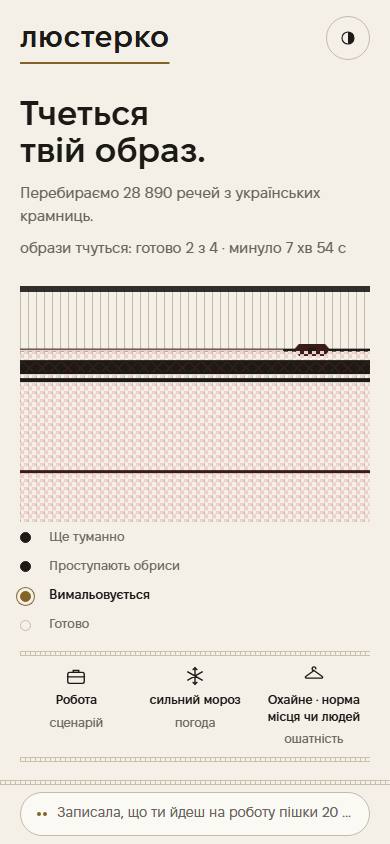 люстерко
Тчеться
твій образ.
Перебираємо 28 890 речей з українських
крамниць.
образи тчуться: готово 2 з 4 · минуло 7 хв 54 с
Ще туманно
Проступають обриси
Вимальовується
Готово
Робота
сценарій
сильний мороз
погода
Охайне · норма
місця чи людей
ошатність
Записала, що ти йдеш на роботу пішки 20 ...